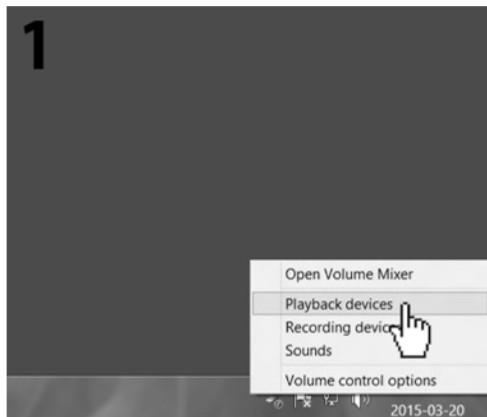 1
Open Volume Mixer
Playback devices
Recording devic
Sounds
Volume control options
2015-03-20